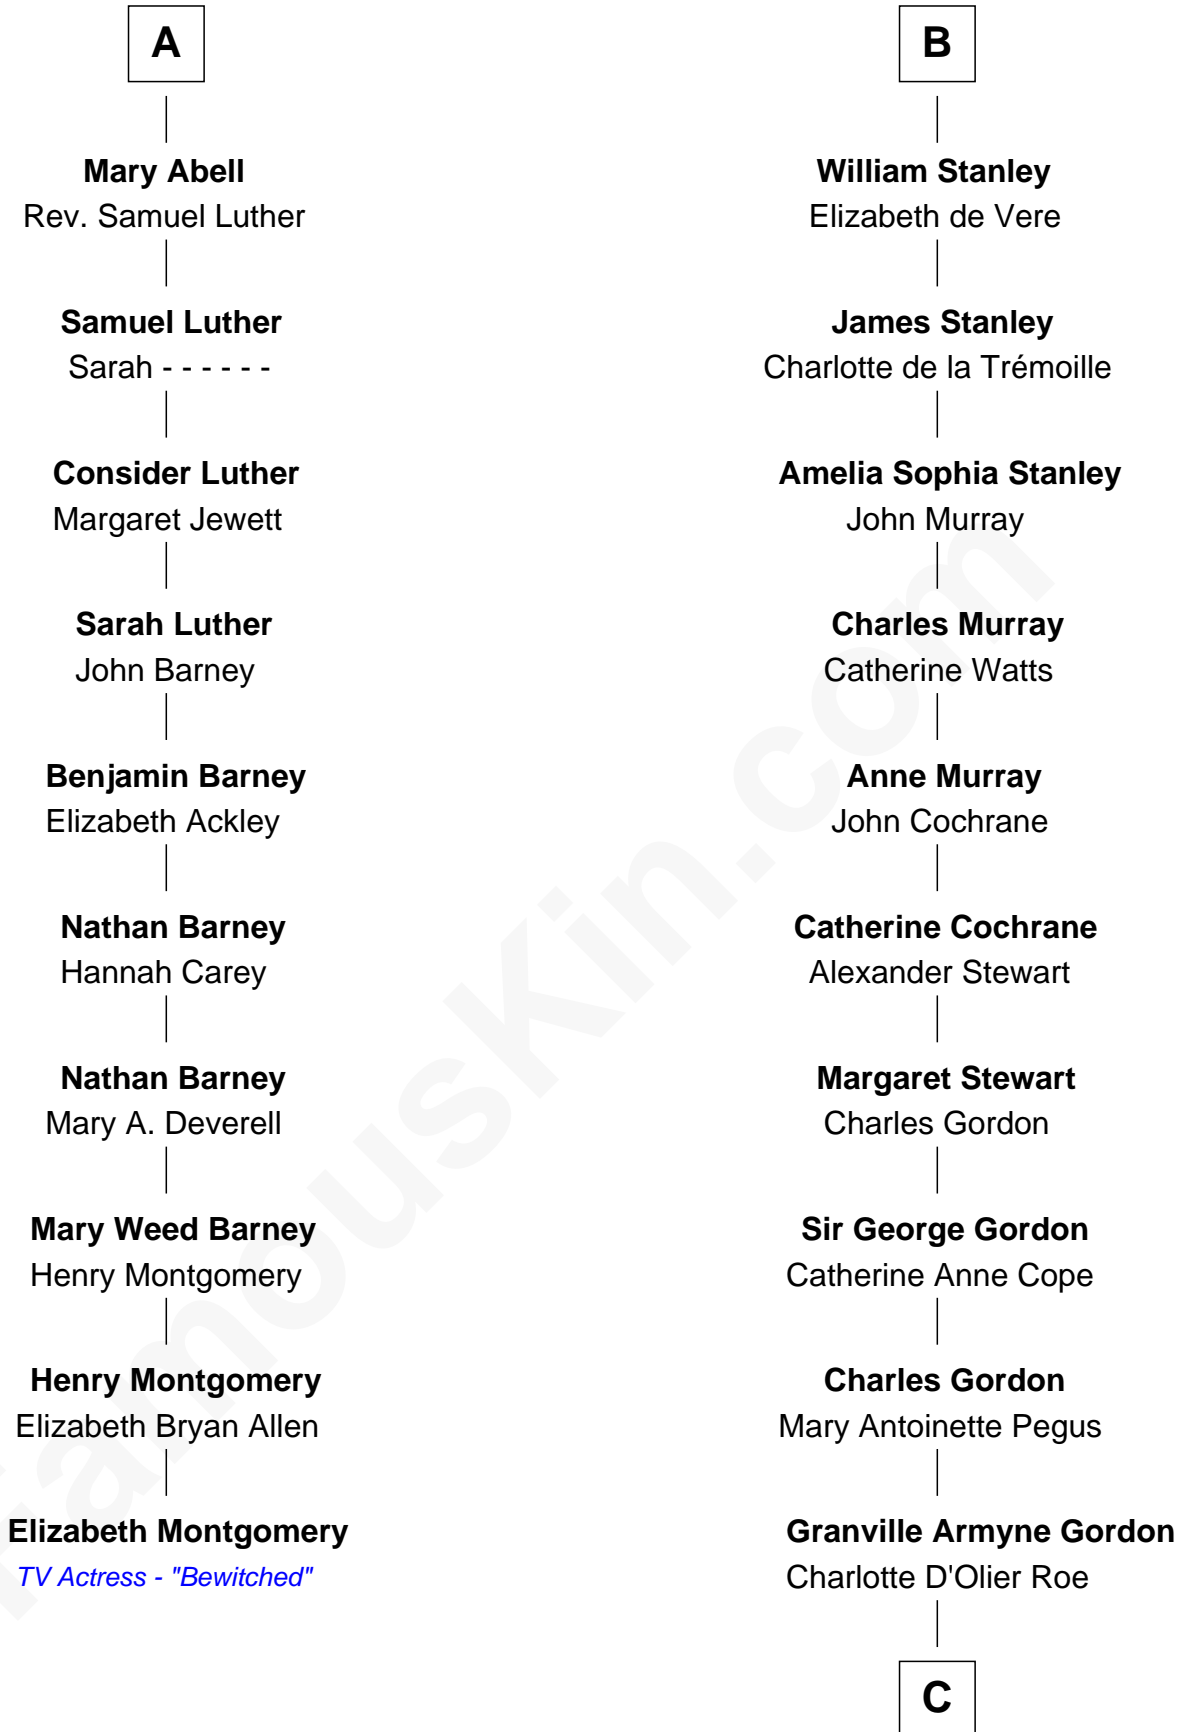 A
Mary Abell
Rev. Samuel Luther
Samuel Luther
Sarah - - - - - -
Consider Luther
Margaret Jewett
Sarah Luther
John Barney
Benjamin Barney
Elizabeth Ackley
Nathan Barney
Hannah Carey
Nathan Barney
Mary A. Deverell
Mary Weed Barney
Henry Montgomery
Henry Montgomery
Elizabeth Bryan Allen
Elizabeth Montgomery
TV Actress - "Bewitched"
B
William Stanley
Elizabeth de Vere
James Stanley
Charlotte de la Trémoille
Amelia Sophia Stanley
John Murray
Charles Murray
Catherine Watts
Anne Murray
John Cochrane
Catherine Cochrane
Alexander Stewart
Margaret Stewart
Charles Gordon
Sir George Gordon
Catherine Anne Cope
Charles Gordon
Mary Antoinette Pegus
Granville Armyne Gordon
Charlotte D'Olier Roe
C
FamousKin.com